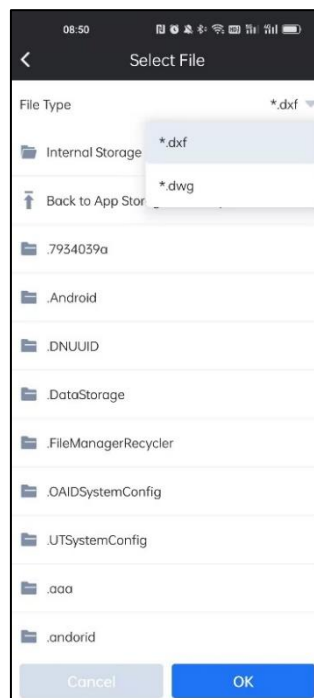 08:50
Select File
File Type *.dxf
*.dxf
*.dwg
Internal Storage
Back to App Stor
.7934039a
.Android
.DNUUID
.DataStorage
.FileManagerRecycler
.OAIDSystemConfig
.UTSystemConfig
.aaa
.andorid
Cancel OK